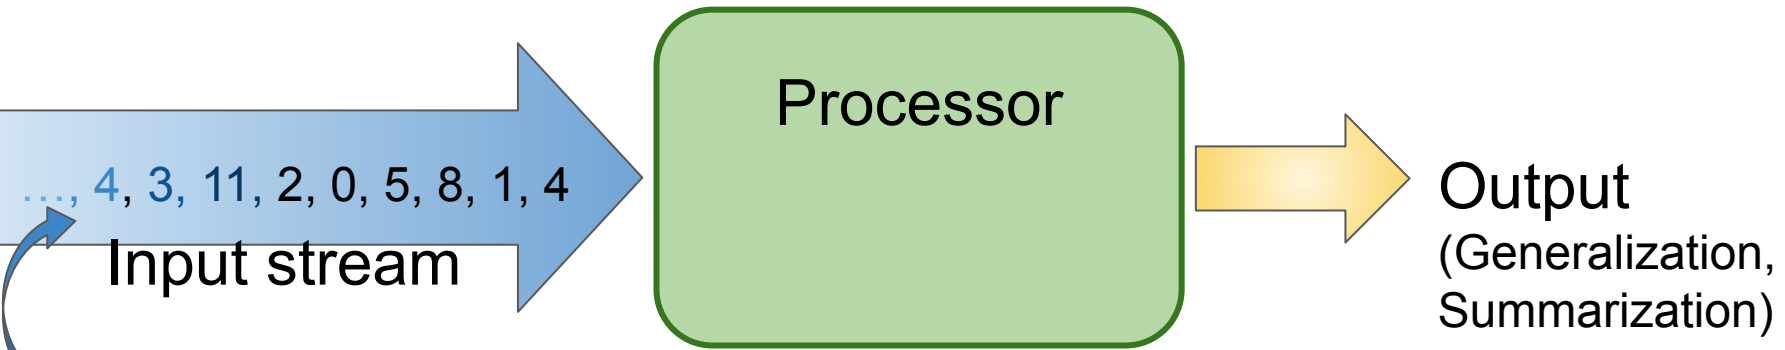 Processor
..., 4, 3, 11, 2, 0, 5, 8, 1, 4
Input stream
Output
(Generalization,
Summarization)